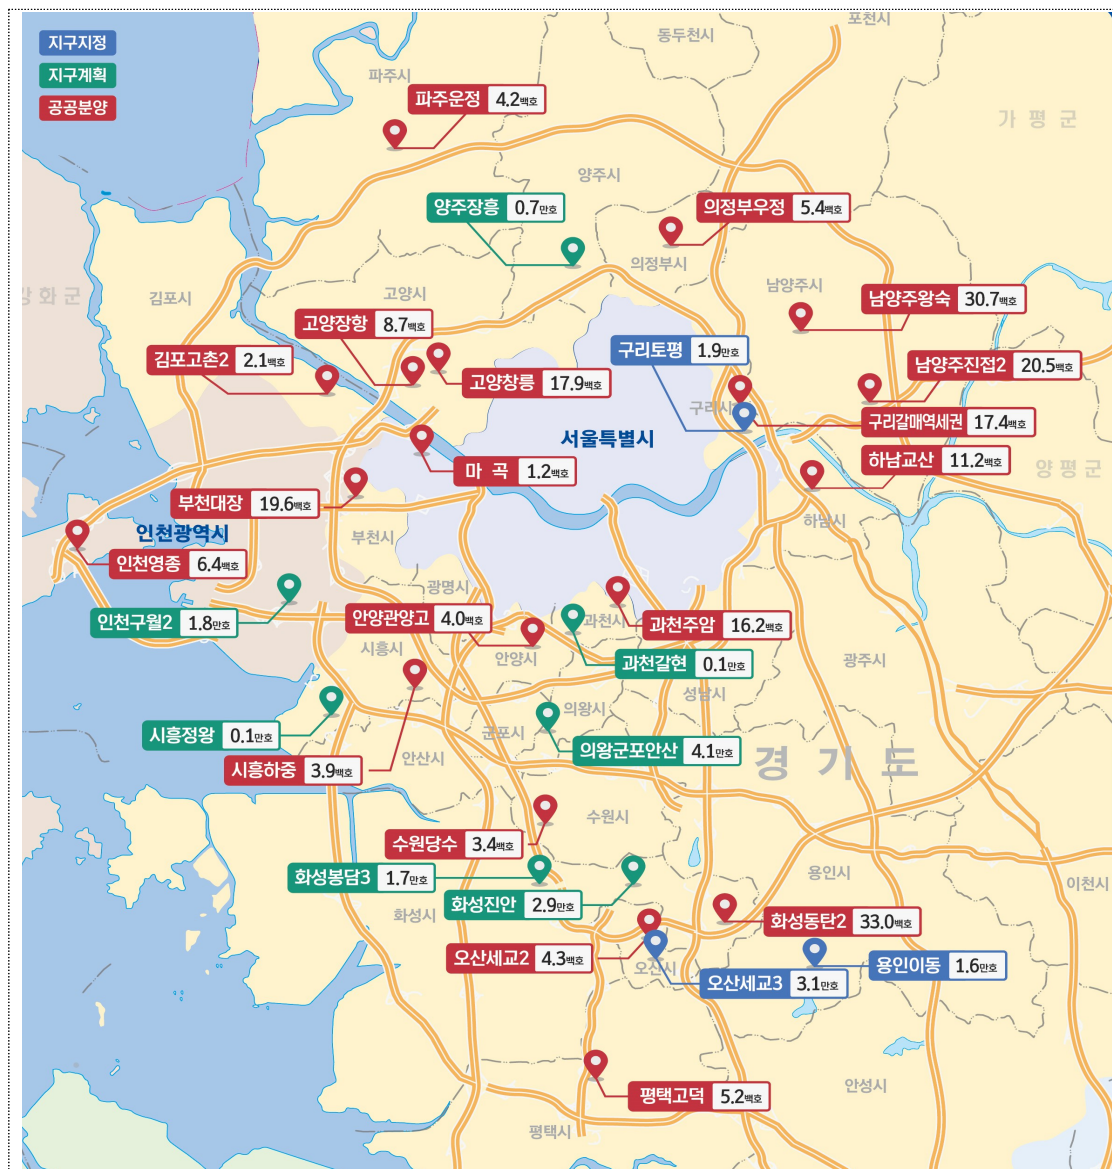 지구지정
지구계획
공공분양
포천시
동두천시
파주시
파주운정 4.2백호
가평군
양주시
양주장흥 0.7만호
의정부우정 5.4백호
의정부시
남양주시
강화군
김포시
고양시
남양주왕숙 30.7백호
고양장항 8.7백호
구리토평 1.9만호
김포고촌2 2.1백호
남양주진접2 20.5백호
고양창릉 17.9백호
구리시
구리갈매역세권 17.4백호
서울특별시
마 곡 1.2백호
하남교산 11.2백호
양평군
부천대장 19.6백호
하남시
인천광역시
부천시
인천영종 6.4백호
광명시
인천구월2 1.8만호
안양관양고 4.0백호
과천시
과천주암 16.2백호
시흥시
안양시
과천갈현 0.1만호
광주시
성남시
의왕시
시흥정왕 0.1만호
군포시
의왕군포안산 4.1만호
안산시
경기도
시흥하중 3.9백호
수원시
수원당수 3.4백호
화성봉담3 1.7만호
용인시
이천시
화성진안 2.9만호
화성시
화성동탄2 33.0백호
오산세교2 4.3백호
오산시
용인이동 1.6만호
오산세교3 3.1만호
안성시
평택고덕 5.2백호
평택시